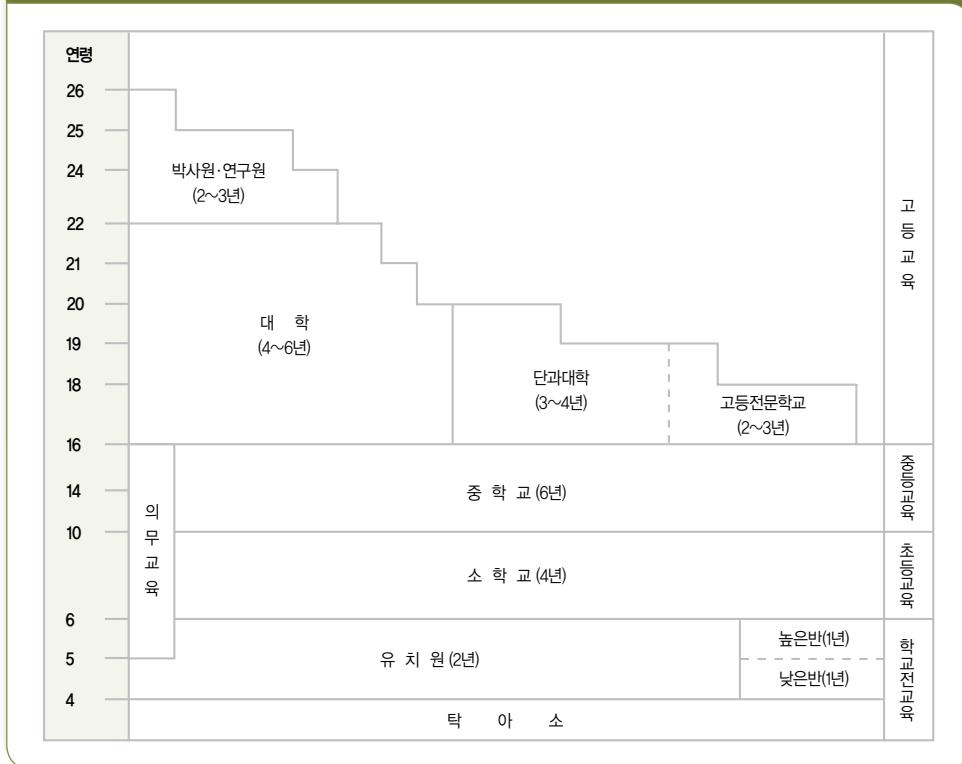 연령
26
25
24
22
21
20
19
18
16
14
10
6
5
4
박사원·연구원
(2～3년)
대 학
(4～6년)
단과대학
(3～4년)
고등전문학교
(2～3년)
의무교육
중 학 교 (6년)
소 학 교 (4년)
유 치 원 (2년)
높은반(1년)
낮은반(1년)
탁 아 소
고등교육
중등교육
초등교육
학교전교육